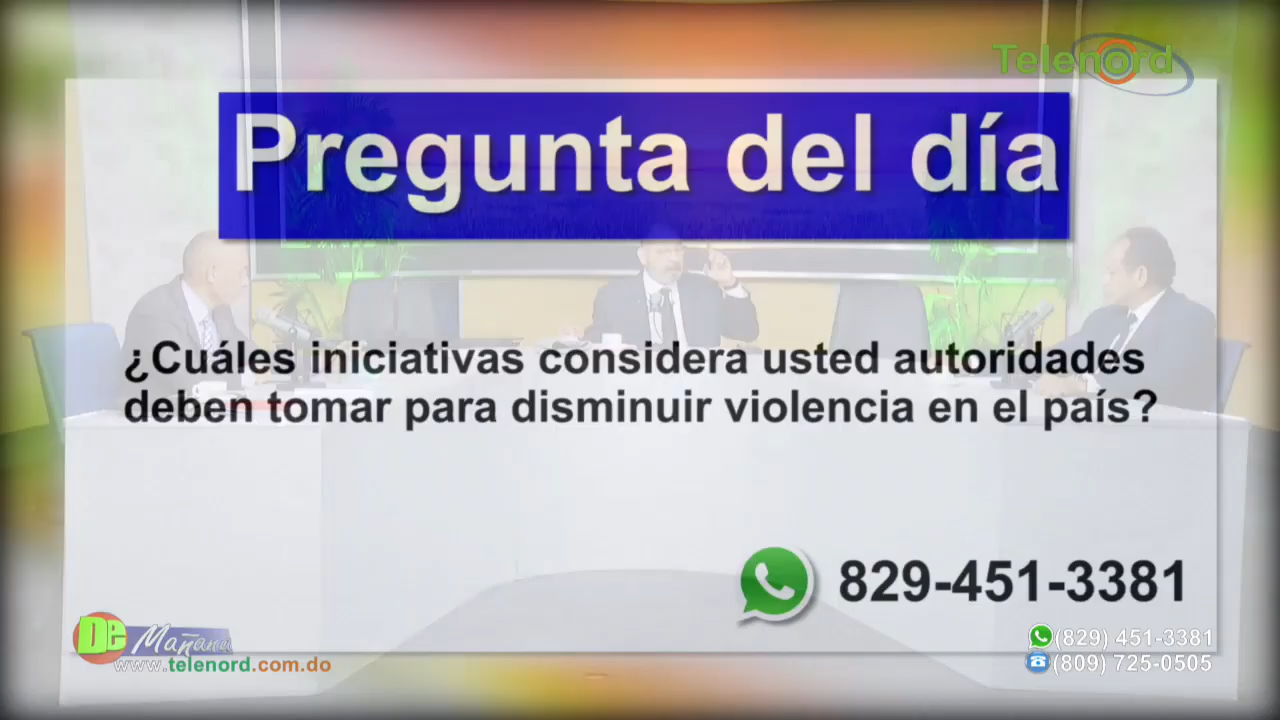 Telenord
Pregunta del día
¿Cuáles iniciativas considera usted autoridades
deben tomar para disminuir violencia en el país?
829-451-3381
De Mañana
www.telenord.com.do
(829) 451-3381
(809) 725-0505